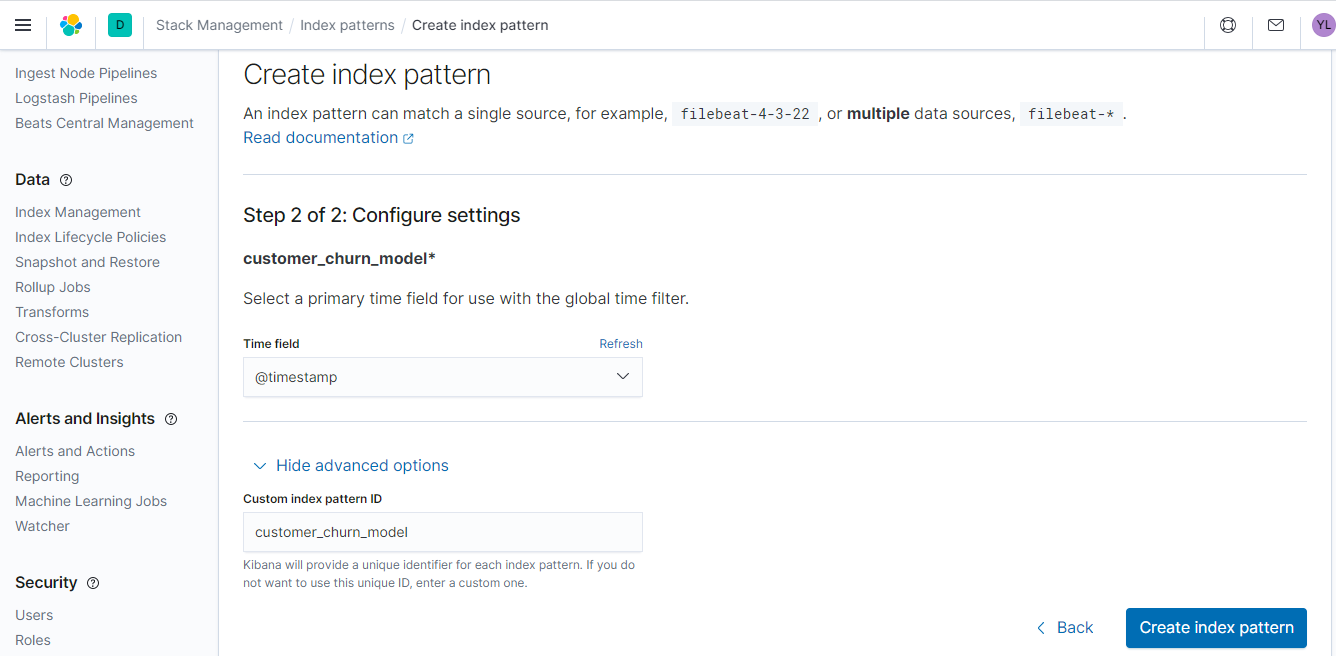 D Stack Management / Index patterns / Create index pattern YL
Ingest Node Pipelines
Logstash Pipelines
Beats Central Management
Data
Index Management
Index Lifecycle Policies
Snapshot and Restore
Rollup Jobs
Transforms
Cross-Cluster Replication
Remote Clusters
Alerts and Insights
Alerts and Actions
Reporting
Machine Learning Jobs
Watcher
Security
Users
Roles
Create index pattern
An index pattern can match a single source, for example, filebeat-4-3-22 , or multiple data sources, filebeat-* .
Read documentation
Step 2 of 2: Configure settings
customer_churn_model*
Select a primary time field for use with the global time filter.
Time field Refresh
@timestamp
Hide advanced options
Custom index pattern ID
customer_churn_model
Kibana will provide a unique identifier for each index pattern. If you do
not want to use this unique ID, enter a custom one.
Back Create index pattern